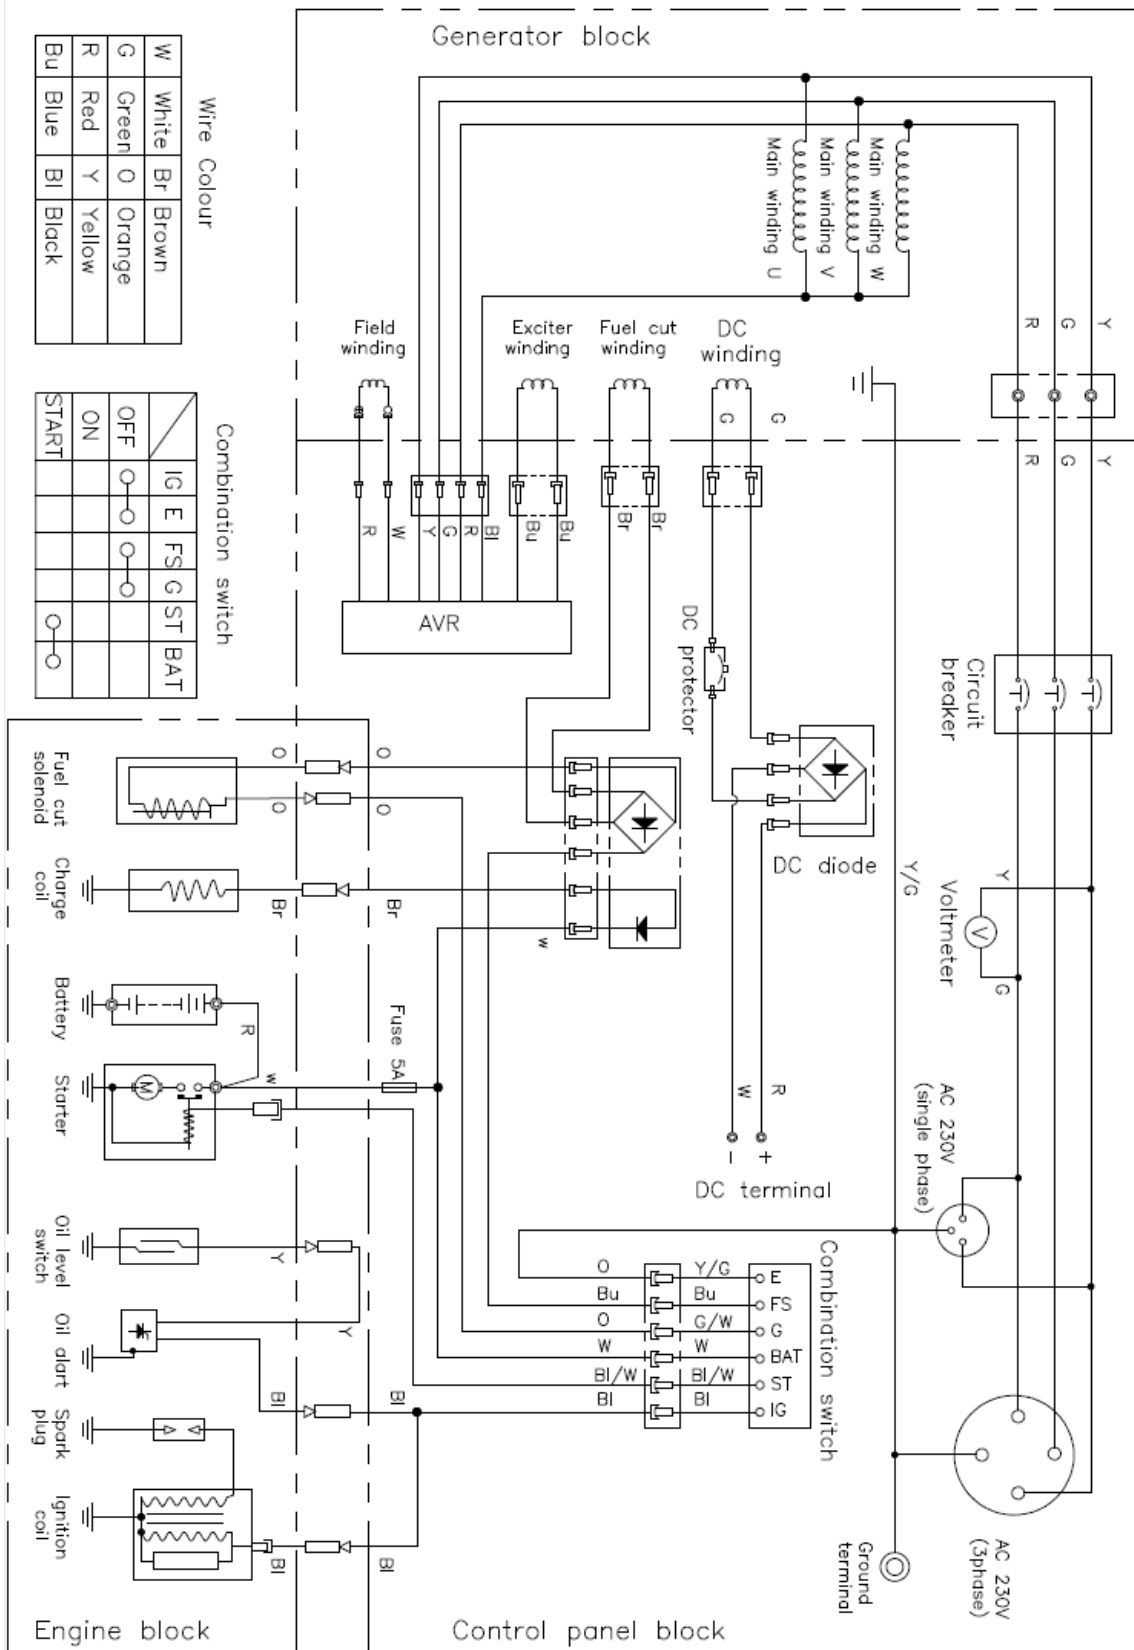 Generator block
Wire Colour
W White Br Brown
G Green O Orange
R Red Y Yellow
Bu Blue Bl Black
Main winding U
Main winding V
Main winding W
Field
winding
Exciter
winding
Fuel cut
winding
DC
winding
G
G
R
G
Y
R
G
Y
Combination switch
IG E FS G ST BAT
OFF
ON
START
R
W
Y
G
R
Bl
Bu
Bu
Br
Br
AVR
DC protector
Circuit
breaker
DC diode
Fuel cut
solenoid
O
O
O
O
Charge
coil
Br
Br
w
Y/G
Y
Voltmeter
V
G
Battery
R
Fuse 5A
Starter
M
w
W
R
-
+
DC terminal
AC 230V
(single phase)
Oil level
switch
Y
Oil alart
Y
Bl
Bl
Spark
plug
Ignition
coil
Bl
Bl
Combination switch
O Y/G E
Bu Bu FS
O G/W G
W W BAT
Bl/W Bl/W ST
Bl Bl IG
Ground
terminal
AC 230V
(3phase)
Engine block
Control panel block